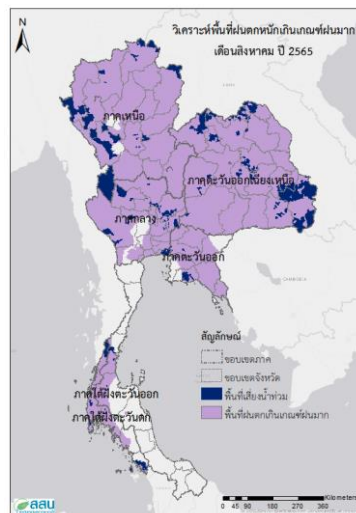 วิเคราะห์พื้นที่ฝนตกหนักเกินเกณฑ์ฝนมาก
เดือนสิงหาคม ปี 2565
N
ภาคเหนือ
ภาคตะวันออกเฉียงเหนือ
ภาคกลาง
ภาคตะวันออก
CAMBODIA
ภาคใต้ฝั่งตะวันออก
ภาคใต้ฝั่งตะวันตก
สัญลักษณ์
ขอบเขตภาค
ขอบเขตจังหวัด
พื้นที่เสี่ยงน้ำท่วม
พื้นที่ฝนตกเกินเกณฑ์ฝนมาก
สสน
Kilometers
0 45 90 180 270 360